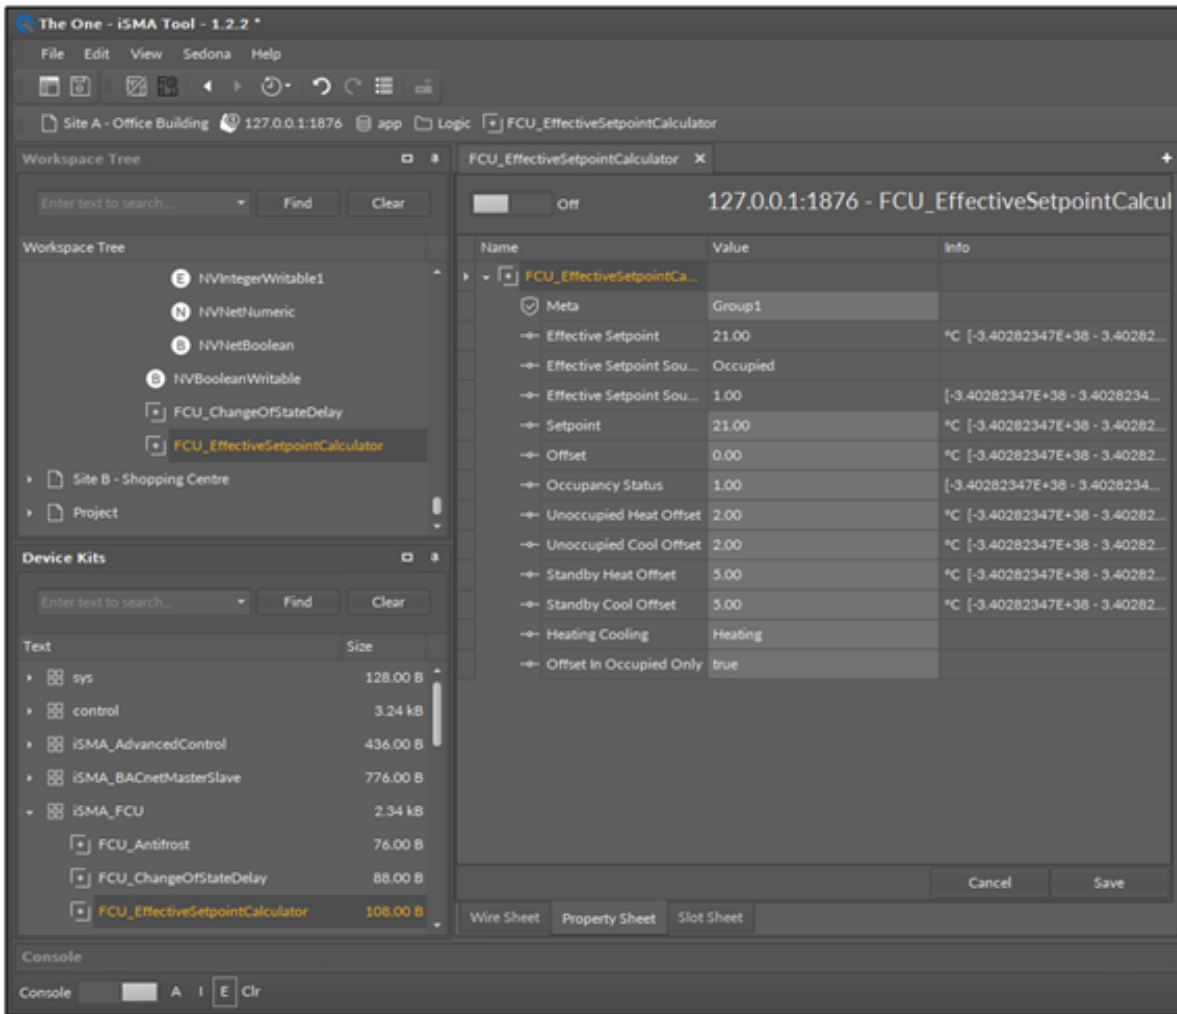 The One - iSMA Tool - 1.2.2 *
File Edit View Sedona Help
Site A - Office Building 127.0.0.1:1876 app Logic FCU_EffectiveSetpointCalculator
Workspace Tree
Enter text to search... Find Clear
Workspace Tree
NVIntegerWritable1
N NVNetNumeric
B NVNetBoolean
B NVBooleanWritable
FCU_ChangeOfStateDelay
FCU_EffectiveSetpointCalculator
Site B - Shopping Centre
Project
Device Kits
Enter text to search... Find Clear
Text Size
sys 128.00 B
control 3.24 kB
iSMA_AdvancedControl 436.00 B
iSMA_BACnetMasterSlave 776.00 B
iSMA_FCU 2.34 kB
FCU_Antifrost 76.00 B
FCU_ChangeOfStateDelay 88.00 B
FCU_EffectiveSetpointCalculator 108.00 B
FCU_EffectiveSetpointCalculator
Off 127.0.0.1:1876 - FCU_EffectiveSetpointCalcul
Name Value Info
FCU_EffectiveSetpointCa...
Meta Group1
Effective Setpoint 21.00 °C [-3.40282347E+38 - 3.40282...
Effective Setpoint Sou... Occupied
Effective Setpoint Sou... 1.00 [-3.40282347E+38 - 3.4028234...
Setpoint 21.00 °C [-3.40282347E+38 - 3.40282...
Offset 0.00 °C [-3.40282347E+38 - 3.40282...
Occupancy Status 1.00 [-3.40282347E+38 - 3.4028234...
Unoccupied Heat Offset 2.00 °C [-3.40282347E+38 - 3.40282...
Unoccupied Cool Offset 2.00 °C [-3.40282347E+38 - 3.40282...
Standby Heat Offset 5.00 °C [-3.40282347E+38 - 3.40282...
Standby Cool Offset 5.00 °C [-3.40282347E+38 - 3.40282...
Heating Cooling Heating
Offset In Occupied Only true
Cancel Save
Wire Sheet Property Sheet Slot Sheet
Console
Console A I E Clr